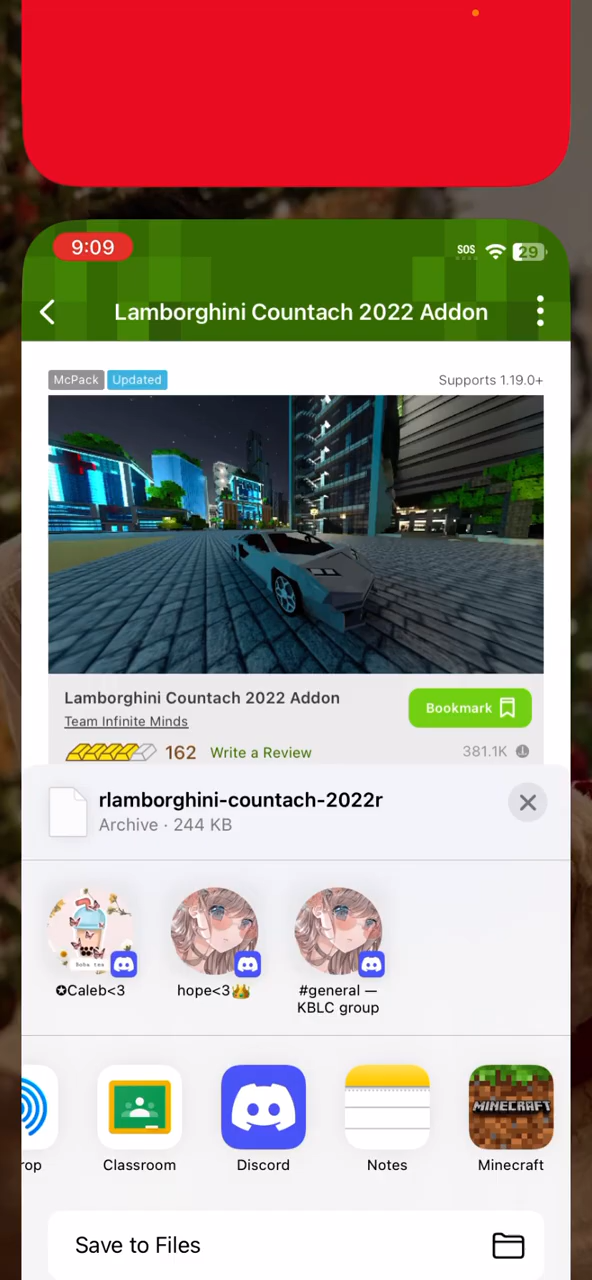 9:09
SOS
29
Lamborghini Countach 2022 Addon
McPack Updated
Supports 1.19.0+
Lamborghini Countach 2022 Addon
Team Infinite Minds
Bookmark
162 Write a Review
381.1K
rlamborghini-countach-2022r
Archive · 244 KB
boba tea
✪Caleb<3
hope<3👑
#general —
KBLC group
rop
Classroom
Discord
Notes
MINECRAFT
Minecraft
Save to Files